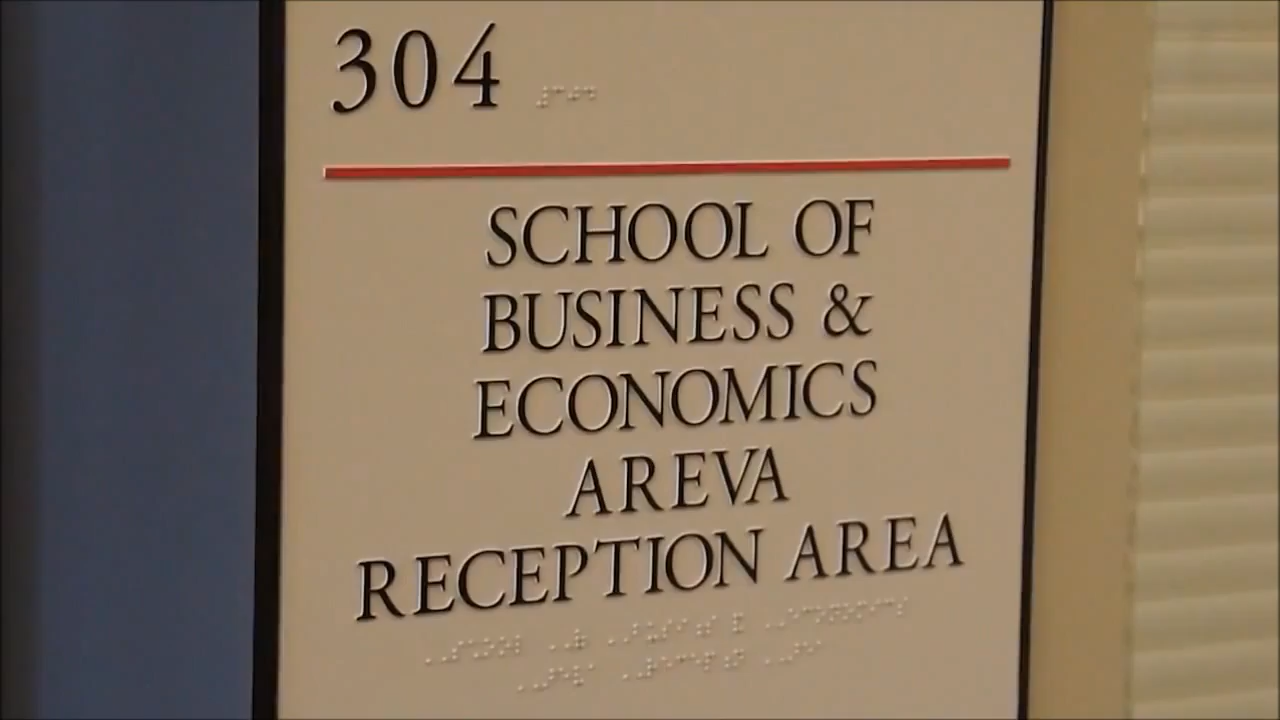 304
SCHOOL OF
BUSINESS &
ECONOMICS
AREVA
RECEPTION AREA